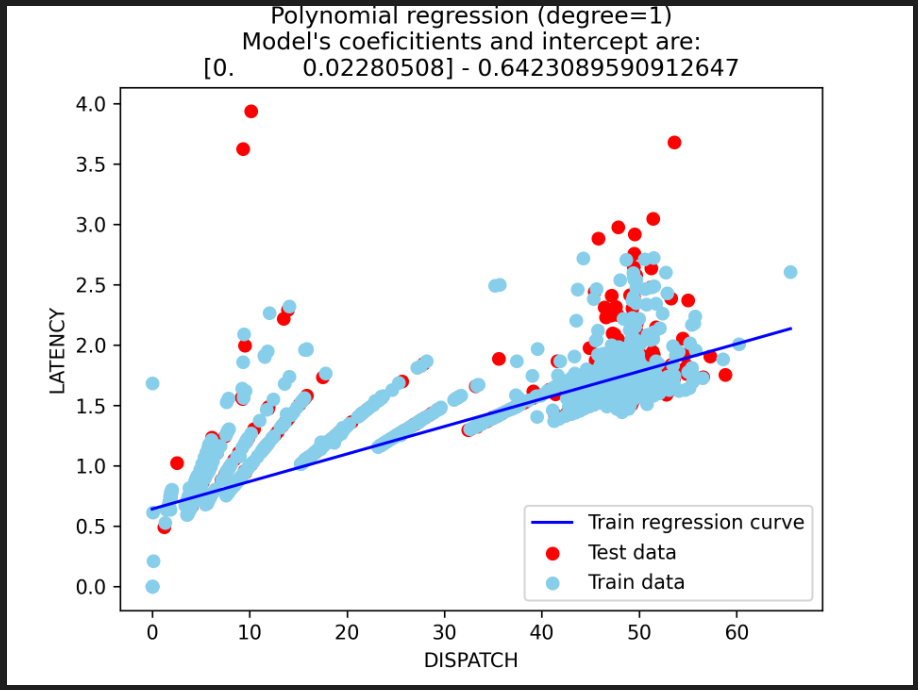 Polynomial regression (degree=1)
Model's coeficitients and intercept are:
[0.         0.02280508] - 0.6423089590912647
4.0
3.5
3.0
2.5
2.0
1.5
1.0
0.5
0.0
LATENCY
Train regression curve
Test data
Train data
0 10 20 30 40 50 60
DISPATCH